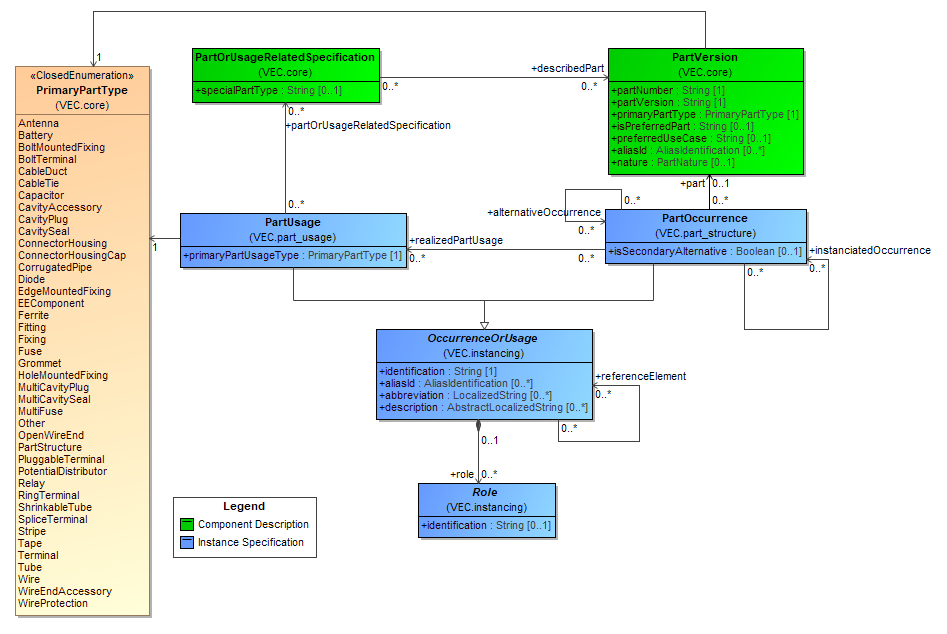 1
«ClosedEnumeration»
PrimaryPartType
(VEC.core)
Antenna
Battery
BoltMountedFixing
BoltTerminal
CableDuct
CableTie
Capacitor
CavityAccessory
CavityPlug
CavitySeal
ConnectorHousing
ConnectorHousingCap
CorrugatedPipe
Diode
EdgeMountedFixing
EEComponent
Ferrite
Fitting
Fixing
Fuse
Grommet
HoleMountedFixing
MultiCavityPlug
MultiCavitySeal
MultiFuse
Other
OpenWireEnd
PartStructure
PluggableTerminal
PotentialDistributor
Relay
RingTerminal
ShrinkableTube
SpliceTerminal
Stripe
Tape
Terminal
Tube
Wire
WireEndAccessory
WireProtection
PartOrUsageRelatedSpecification
(VEC.core)
+specialPartType : String [0..1]
0..*
+describedPart
0..*
PartVersion
(VEC.core)
+partNumber : String [1]
+partVersion : String [1]
+primaryPartType : PrimaryPartType [1]
+isPreferredPart : String [0..1]
+preferredUseCase : String [0..1]
+aliasId : AliasIdentification [0..*]
+nature : PartNature [0..1]
0..*
+partOrUsageRelatedSpecification
0..*
+part
0..1
0..*
PartUsage
(VEC.part_usage)
+primaryPartUsageType : PrimaryPartType [1]
1
+realizedPartUsage
0..*
0..*
+alternativeOccurrence
0..*
0..*
PartOccurrence
(VEC.part_structure)
+isSecondaryAlternative : Boolean [0..1]
+instanciatedOccurrence
0..*
0..*
OccurrenceOrUsage
(VEC.instancing)
+identification : String [1]
+aliasId : AliasIdentification [0..*]
+abbreviation : LocalizedString [0..*]
+description : AbstractLocalizedString [0..*]
+referenceElement
0..*
0..*
0..1
+role
0..*
Role
(VEC.instancing)
+identification : String [0..1]
Legend
Component Description
Instance Specification